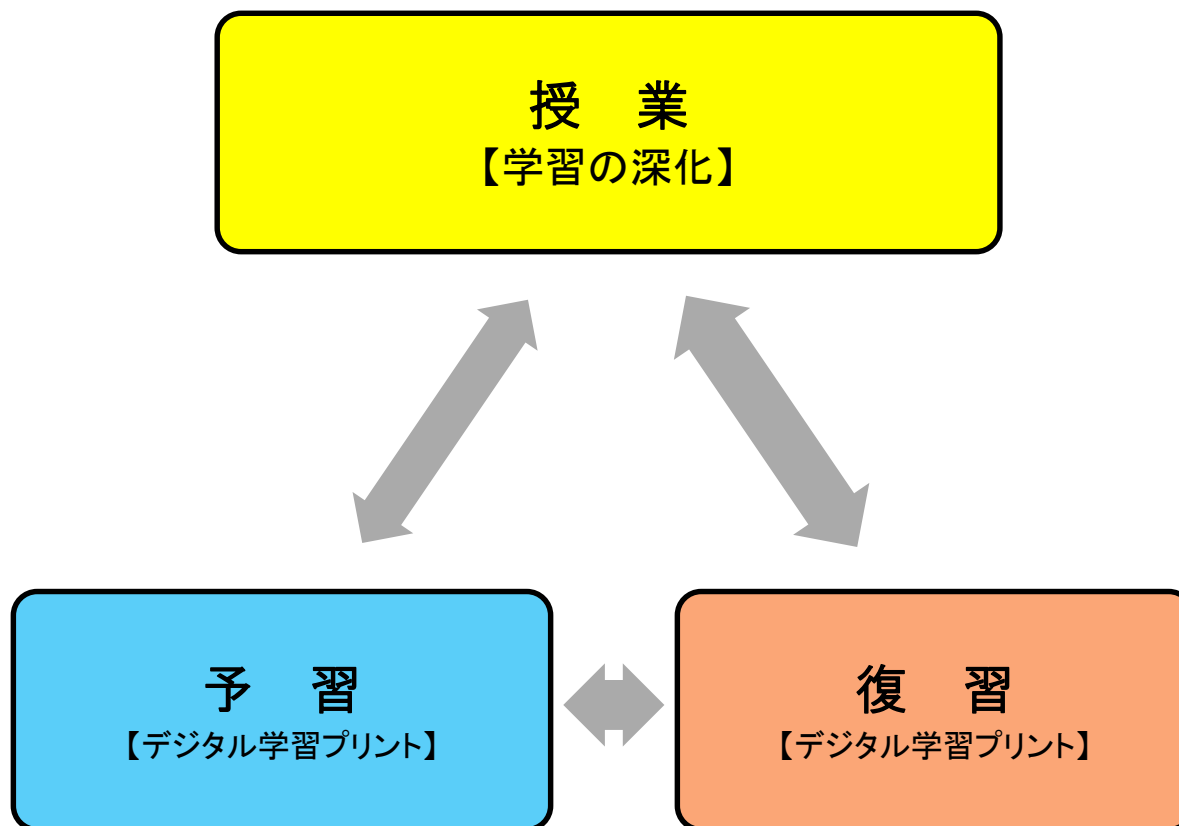 授　業
【学習の深化】
予　習
【デジタル学習プリント】
復　習
【デジタル学習プリント】